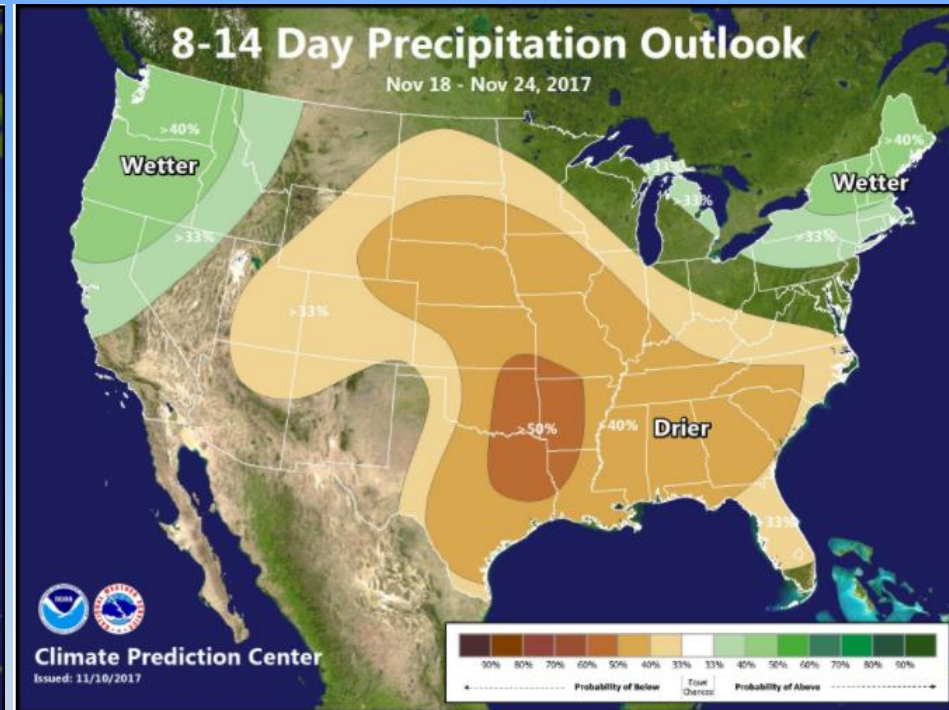 8-14 Day Precipitation Outlook
Nov 18 - Nov 24, 2017
>40%
Wetter
>33%
>33%
>33%
>40%
Wetter
>33%
>33%
>50%
>40%
Drier
>33%
NOAA
Climate Prediction Center
Issued: 11/10/2017
90% 80% 70% 60% 50% 40% 33% 33% 40% 50% 60% 70% 80% 90%
Probability of Below
Equal
Chances
Probability of Above